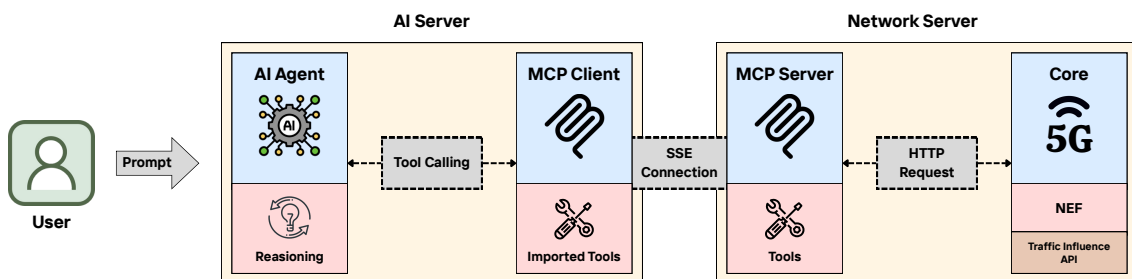 AI Server
Network Server
AI Agent
AI
Reasioning
MCP Client
Imported Tools
MCP Server
Tools
Core
5G
NEF
Traffic Influence
API
User
Prompt
Tool Calling
SSE
Connection
HTTP
Request